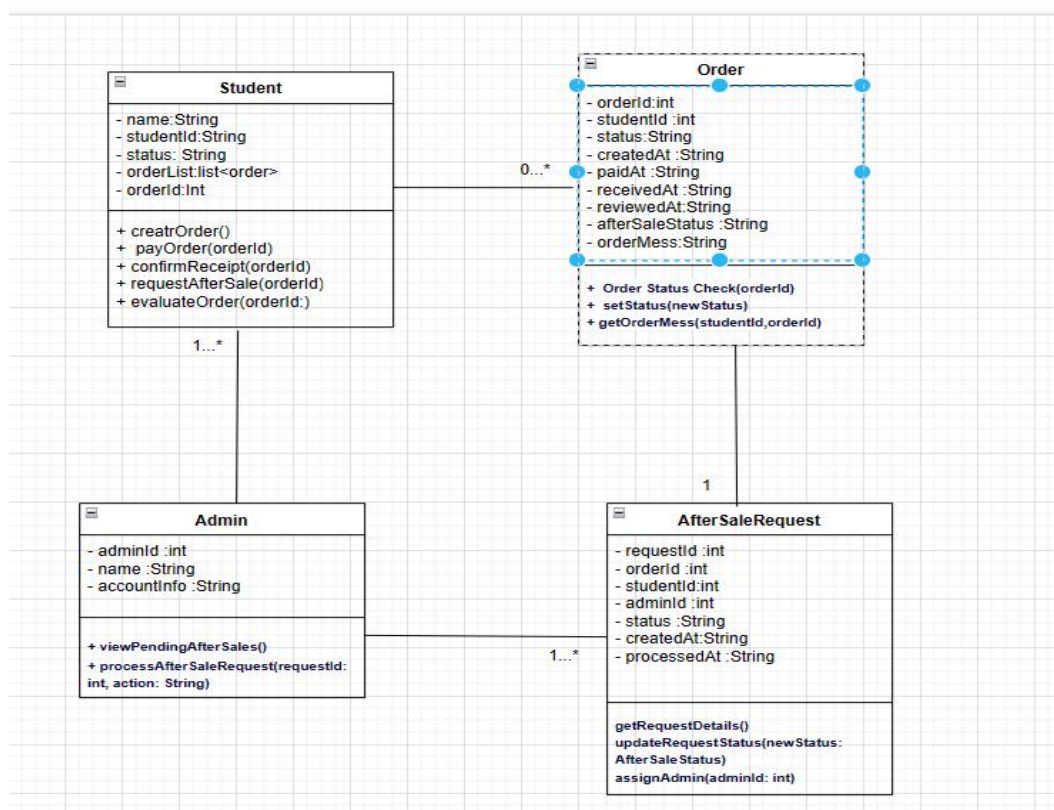 Student
- name:String
- studentId:String
- status: String
- orderList:list<order>
- orderId:Int
+ creatrOrder()
+ payOrder(orderId)
+ confirmReceipt(orderId)
+ requestAfterSale(orderId)
+ evaluateOrder(orderId:)
0...*
Order
- orderId:int
- studentId :int
- status:String
- createdAt :String
- paidAt :String
- receivedAt :String
- reviewedAt:String
- afterSaleStatus :String
- orderMess:String
+ Order Status Check(orderId)
+ setStatus(newStatus)
+ getOrderMess(studentId,orderId)
1...*
1
Admin
- adminId :int
- name :String
- accountInfo :String
+ viewPendingAfterSales()
+ processAfterSaleRequest(requestId:
int, action: String)
1...*
AfterSaleRequest
- requestId :int
- orderId :int
- studentId:int
- adminId :int
- status :String
- createdAt:String
- processedAt :String
getRequestDetails()
updateRequestStatus(newStatus:
AfterSaleStatus)
assignAdmin(adminId: int)